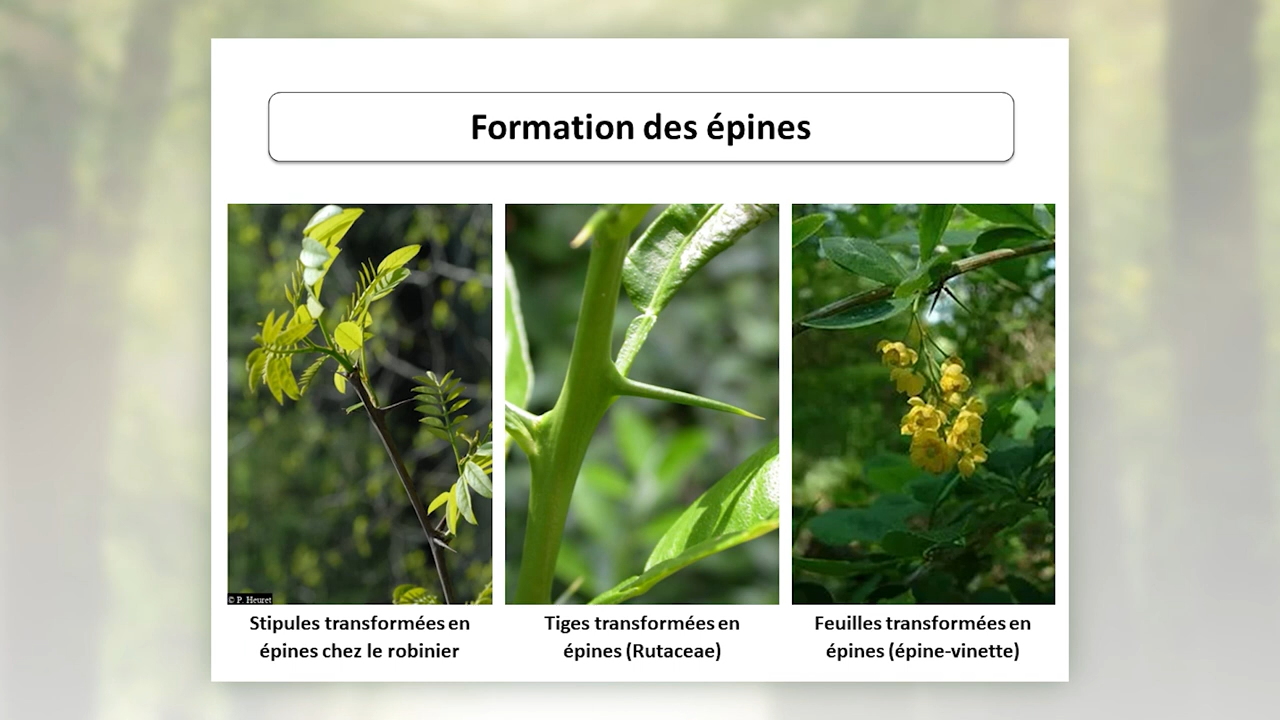 Formation des épines
© P. Heuret
Stipules transformées en
épines chez le robinier
Tiges transformées en
épines (Rutaceae)
Feuilles transformées en
épines (épine-vinette)